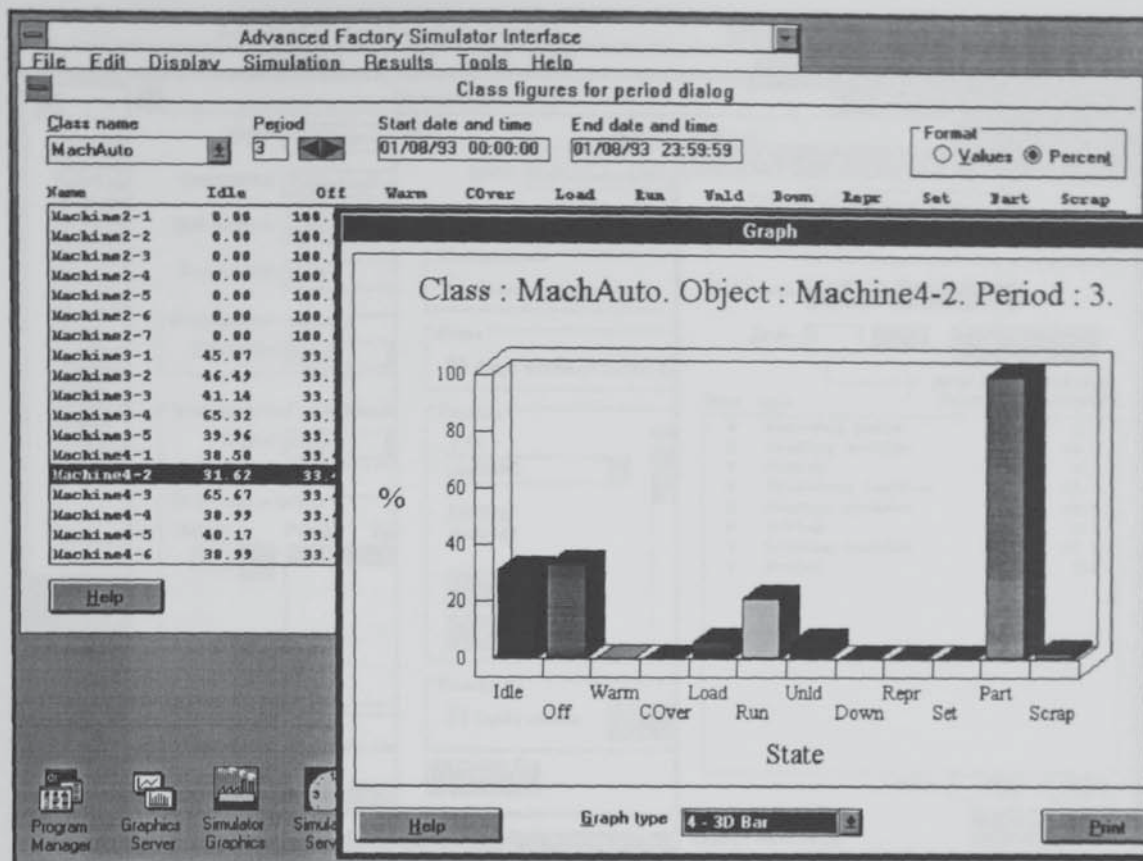 Advanced Factory Simulator Interface
File Edit Display Simulation Results Tools Help
Class figures for period dialog
Class name Period Start date and time End date and time Format
MachAuto 3 01/08/93 00:00:00 01/08/93 23:59:59 Values Percent
Name Idle Off Warm COver Load Run Unld Down Repr Set Part Scrap
Machine2-1 0.00 100.
Machine2-2 0.00 100.
Machine2-3 0.00 100.
Machine2-4 0.00 100.
Machine2-5 0.00 100.
Machine2-6 0.00 100.
Machine2-7 0.00 100.
Machine3-1 45.87 33.
Machine3-2 46.49 33.
Machine3-3 41.14 33.
Machine3-4 65.32 33.
Machine3-5 39.96 33.
Machine4-1 38.50 33.
Machine4-2 31.62 33.
Machine4-3 65.67 33.
Machine4-4 38.99 33.
Machine4-5 40.17 33.
Machine4-6 38.99 33.
Help
Graph
Class : MachAuto. Object : Machine4-2. Period : 3.
100
80
60
%
40
20
0
Idle Warm Load Unld Repr Part
Off COver Run Down Set Scrap
State
Help Graph type 4 - 3D Bar Print
Program Manager
Graphics Server
Simulator Graphics